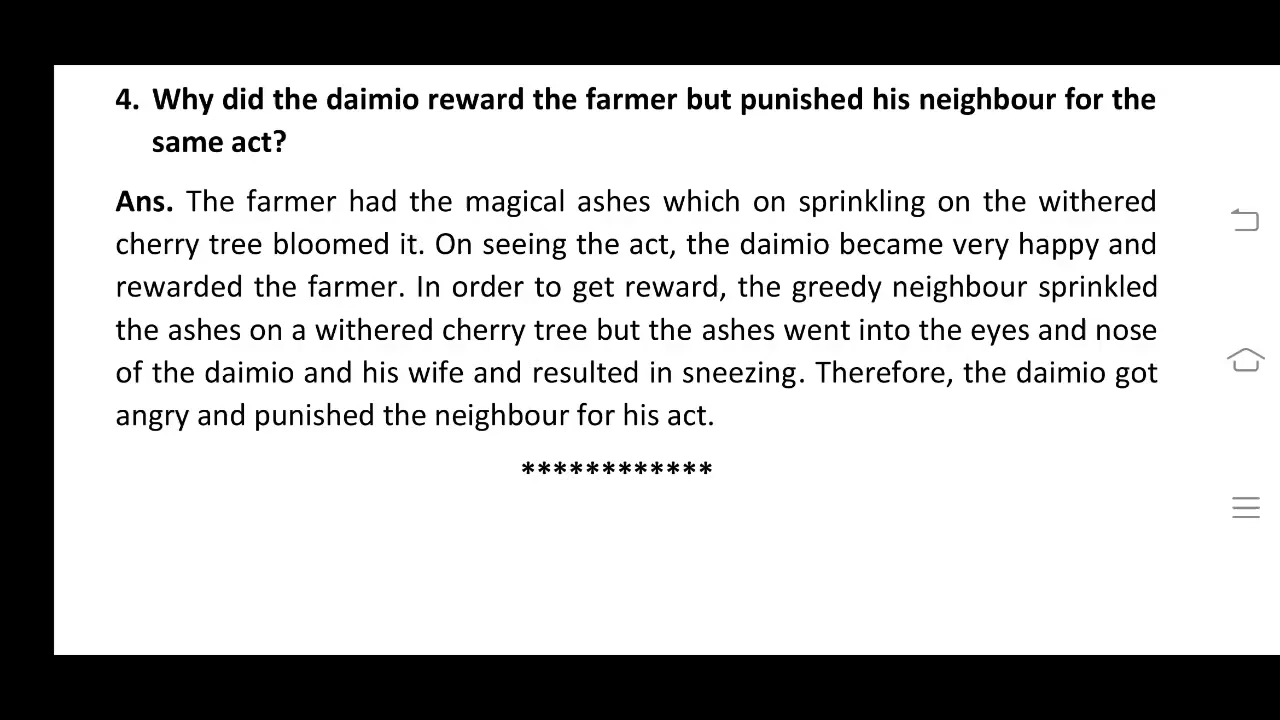 4. Why did the daimio reward the farmer but punished his neighbour for the
same act?
Ans. The farmer had the magical ashes which on sprinkling on the withered
cherry tree bloomed it. On seeing the act, the daimio became very happy and
rewarded the farmer. In order to get reward, the greedy neighbour sprinkled
the ashes on a withered cherry tree but the ashes went into the eyes and nose
of the daimio and his wife and resulted in sneezing. Therefore, the daimio got
angry and punished the neighbour for his act.
************